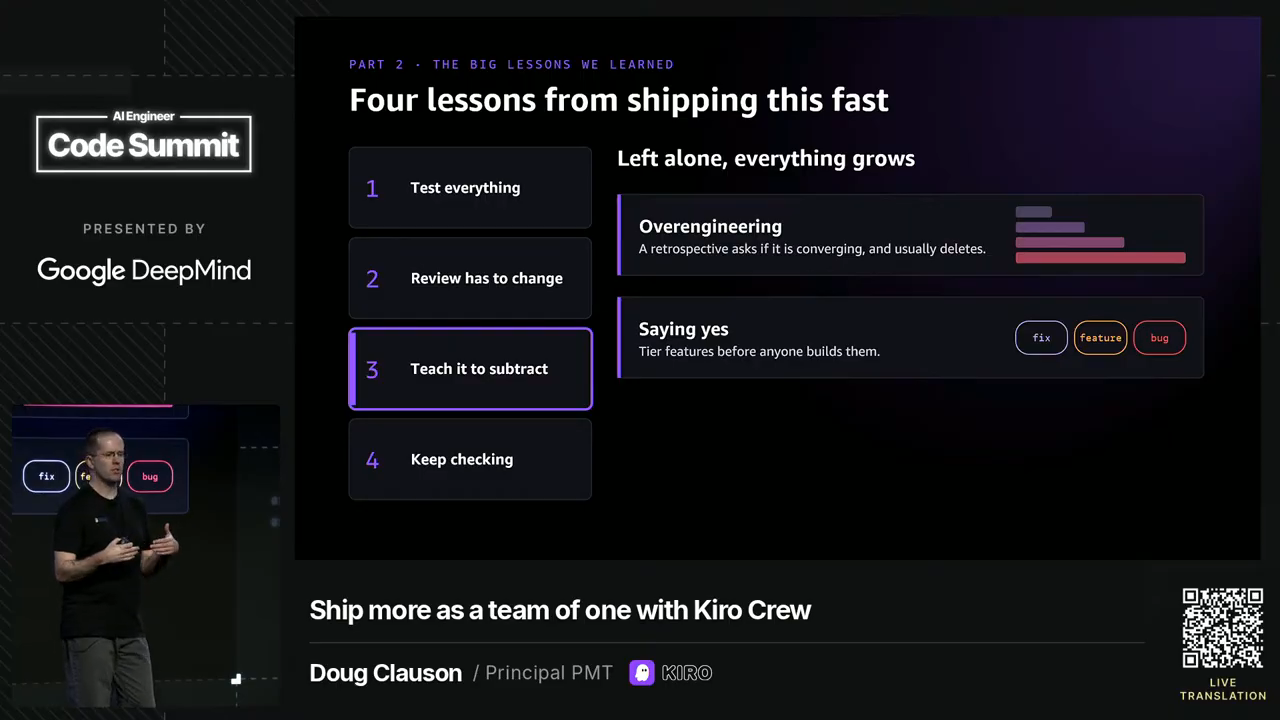 AI Engineer
Code Summit
PRESENTED BY
Google DeepMind
PART 2 · THE BIG LESSONS WE LEARNED
Four lessons from shipping this fast
1 Test everything
2 Review has to change
3 Teach it to subtract
4 Keep checking
Left alone, everything grows
Overengineering
A retrospective asks if it is converging, and usually deletes.
Saying yes
Tier features before anyone builds them.
fix feature bug
fix fe bug
Ship more as a team of one with Kiro Crew
Doug Clauson / Principal PMT KIRO
LIVE
TRANSLATION